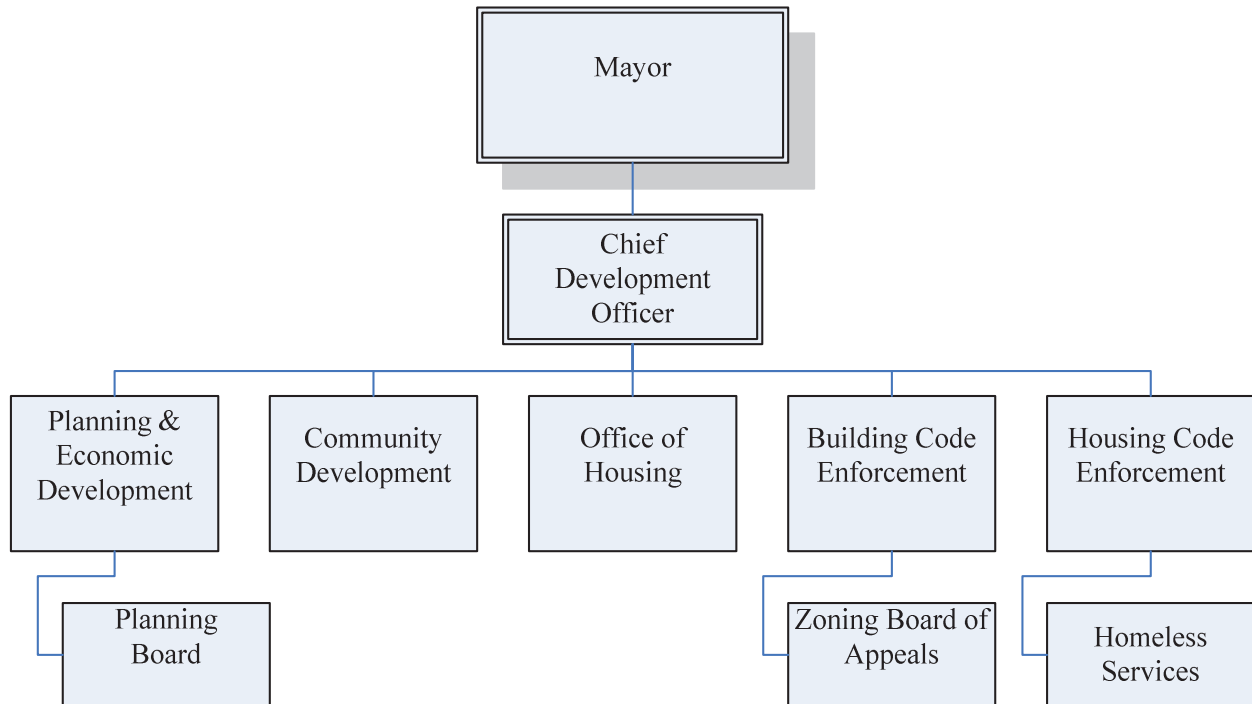 Mayor
Chief
Development
Officer
Planning &
Economic
Development
Community
Development
Office of
Housing
Building Code
Enforcement
Housing Code
Enforcement
Planning
Board
Zoning Board of
Appeals
Homeless
Services